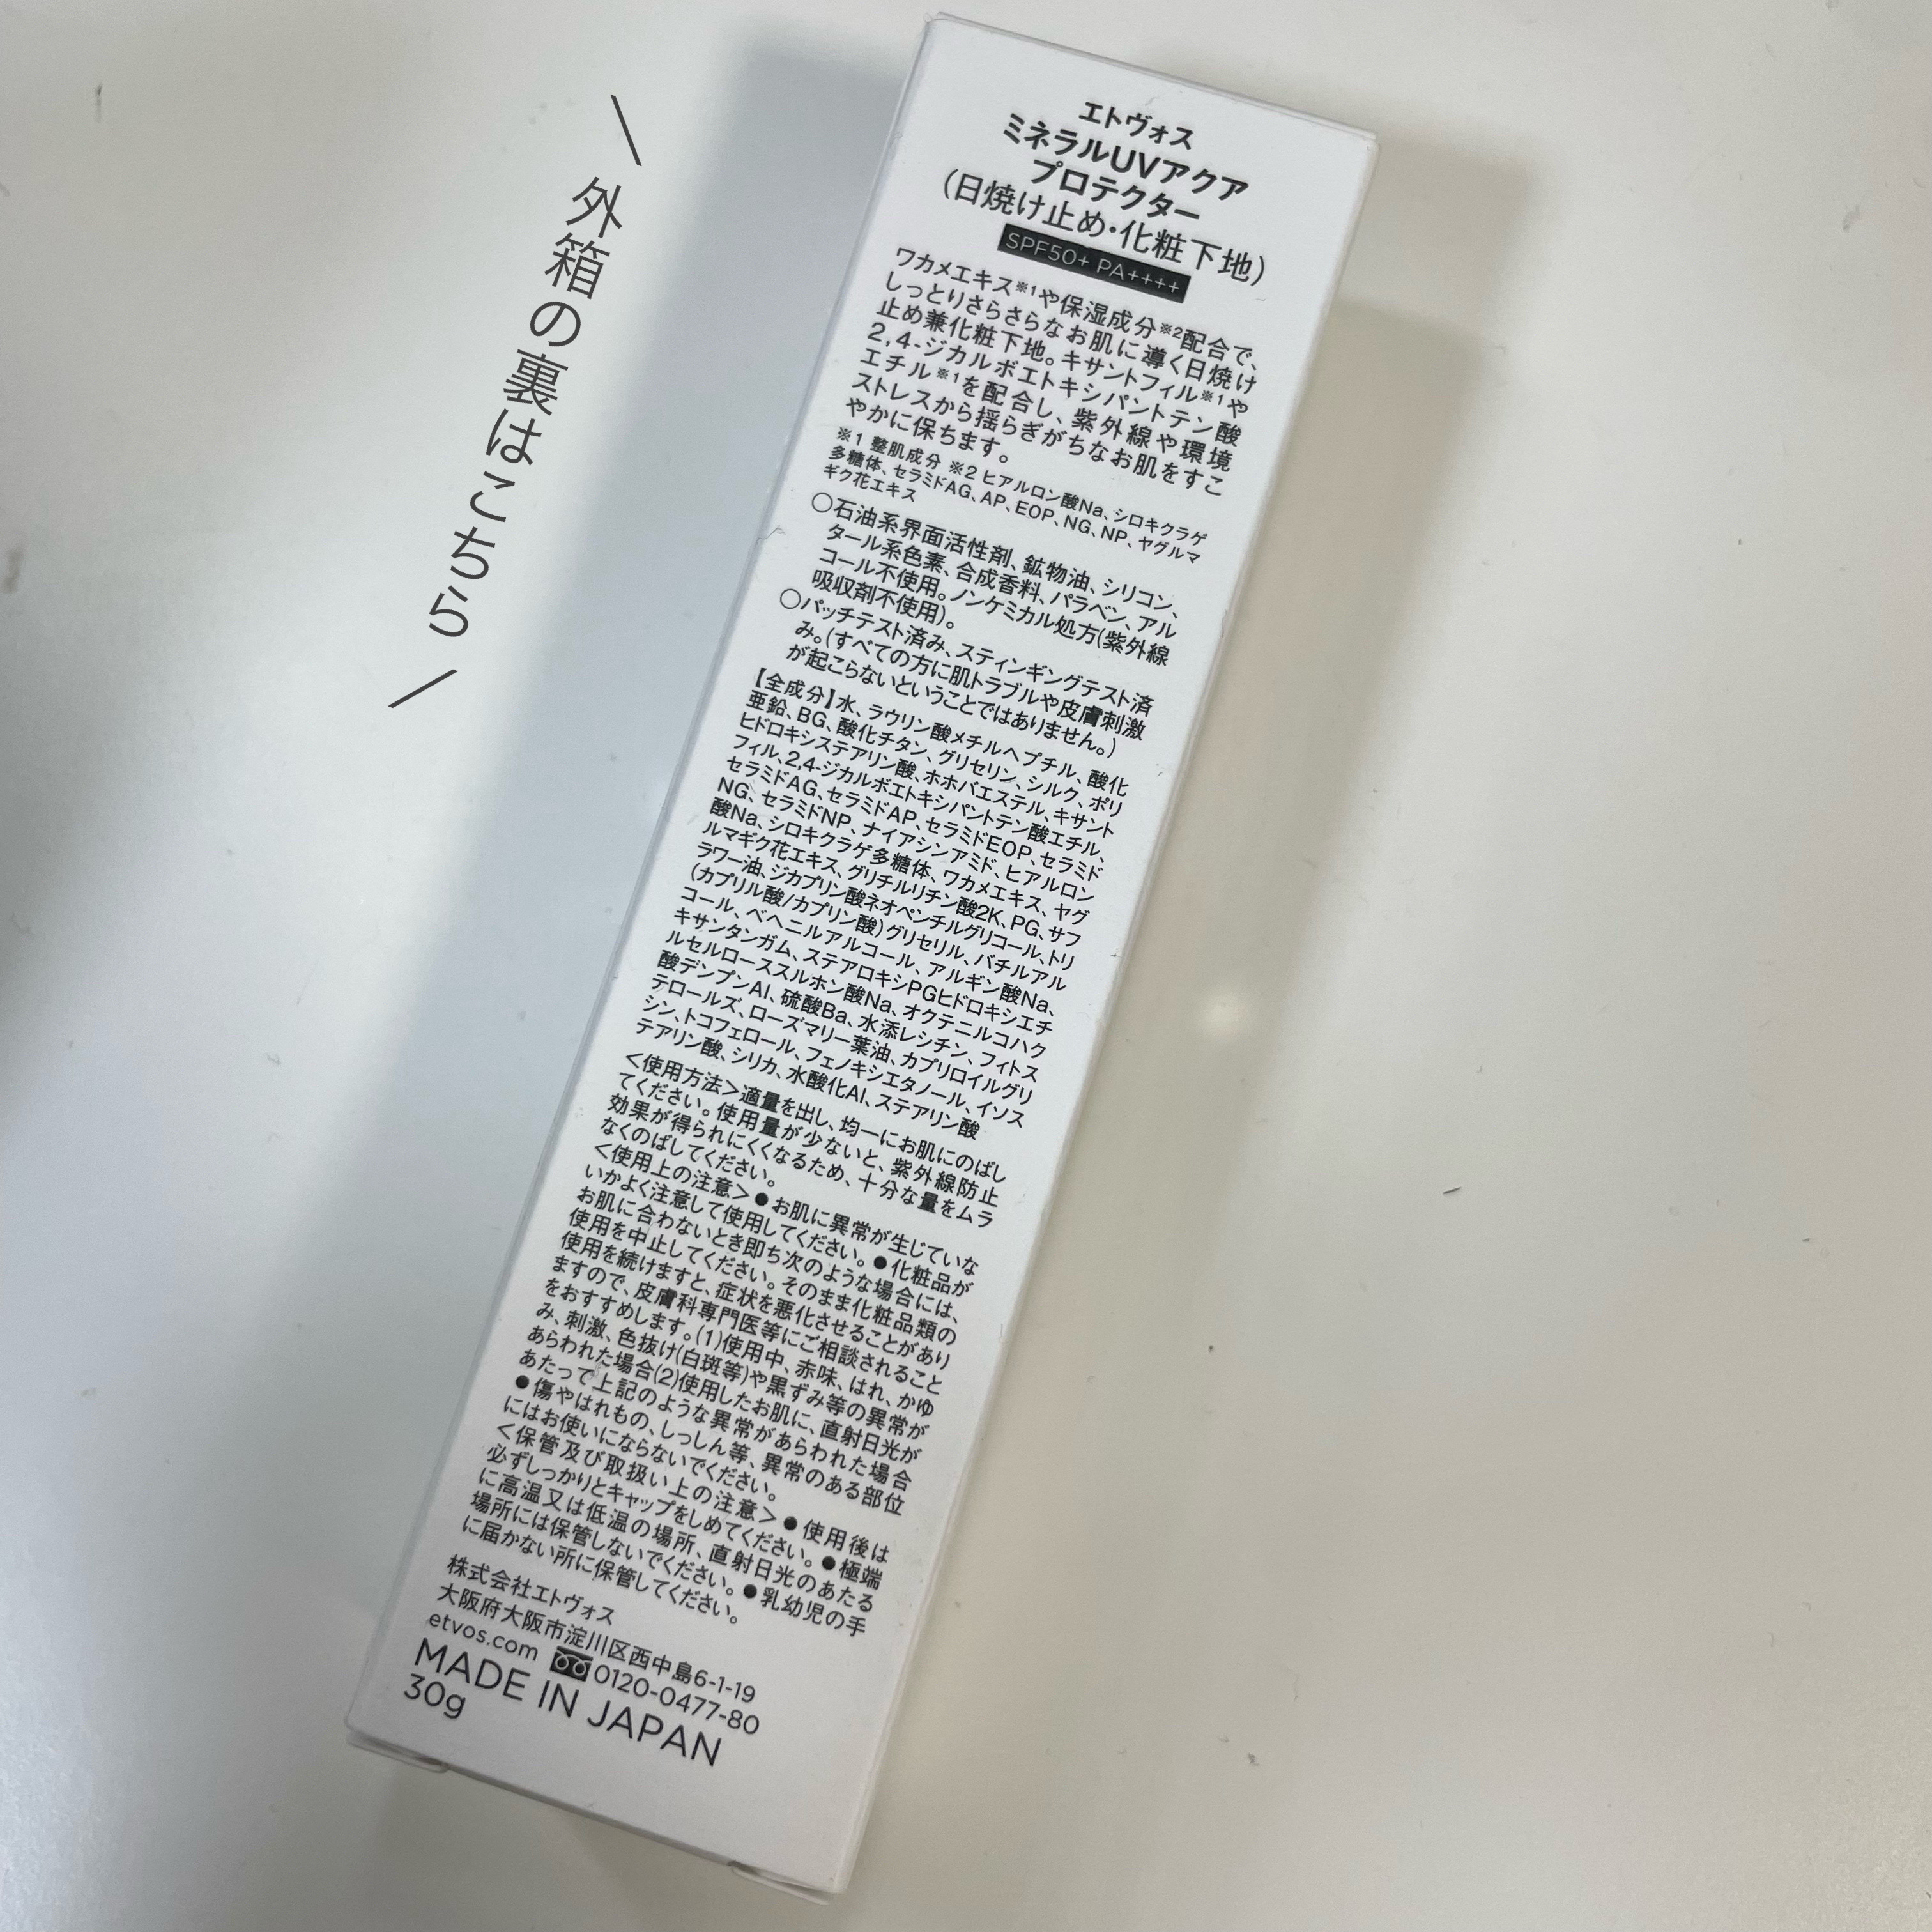 ＼外箱の裏はこちら／
エトヴォス
ミネラルUVアクア
プロテクター
（日焼け止め・化粧下地）
SPF50+ PA++++
ワカメエキス※1や保湿成分※2配合で、
しっとりさらさらなお肌に導く日焼け
止め兼化粧下地。キサントフィル※1や
2,4-ジカルボエトキシパントテン酸
エチル※1を配合し、紫外線や環境
ストレスから揺らぎがちなお肌をすこ
やかに保ちます。
※1 整肌成分 ※2 ヒアルロン酸Na、シロキクラゲ
多糖体、セラミドAG、AP、EOP、NG、NP、ヤグルマ
ギク花エキス
○石油系界面活性剤、鉱物油、シリコン、
タール系色素、合成香料、パラベン、アル
コール不使用。ノンケミカル処方(紫外線
吸収剤不使用)。
○パッチテスト済み、スティンギングテスト済
み。(すべての方に肌トラブルや皮膚刺激
が起こらないということではありません。)
【全成分】水、ラウリン酸メチルヘプチル、酸化
亜鉛、BG、酸化チタン、グリセリン、シルク、ポリ
ヒドロキシステアリン酸、ホホバエステル、キサント
フィル、2,4-ジカルボエトキシパントテン酸エチル、
セラミドAG、セラミドAP、セラミドEOP、セラミド
NG、セラミドNP、ナイアシンアミド、ヒアルロン
酸Na、シロキクラゲ多糖体、ワカメエキス、ヤグ
ルマギク花エキス、グリチルリチン酸2K、PG、サフ
ラワー油、ジカプリン酸ネオペンチルグリコール、トリ
(カプリル酸/カプリン酸)グリセリル、バチルアル
コール、ベヘニルアルコール、アルギン酸Na、
キサンタンガム、ステアロキシPGヒドロキシエチ
ルセルローススルホン酸Na、オクテニルコハク
酸デンプンAl、硫酸Ba、水添レシチン、フィトス
テロールズ、ローズマリー葉油、カプリロイルグリ
シン、トコフェロール、フェノキシエタノール、イソス
テアリン酸、シリカ、水酸化Al、ステアリン酸
＜使用方法＞適量を出し、均一にお肌にのばし
てください。使用量が少ないと、紫外線防止
効果が得られにくくなるため、十分な量をムラ
なくのばしてください。
＜使用上の注意＞●お肌に異常が生じていな
いかよく注意して使用してください。●化粧品が
お肌に合わないとき即ち次のような場合には、
使用を中止してください。そのまま化粧品類の
使用を続けますと、症状を悪化させることがあり
ますので、皮膚科専門医等にご相談されること
をおすすめします。(1)使用中、赤味、はれ、かゆ
み、刺激、色抜け(白斑等)や黒ずみ等の異常が
あらわれた場合(2)使用したお肌に、直射日光が
あたって上記のような異常があらわれた場合
●傷やはれもの、しっしん等、異常のある部位
にはお使いにならないでください。
＜保管及び取扱い上の注意＞●使用後は
必ずしっかりとキャップをしめてください。●極端
に高温又は低温の場所、直射日光のあたる
場所には保管しないでください。●乳幼児の手
に届かない所に保管してください。
株式会社エトヴォス
大阪府大阪市淀川区西中島6-1-19
etvos.com 0120-0477-80
MADE IN JAPAN
30g